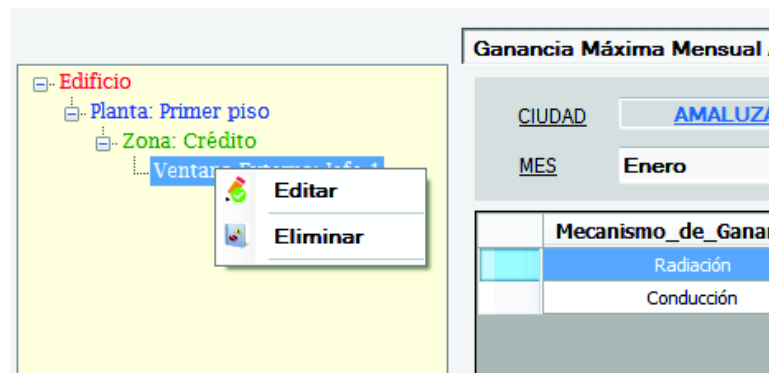 Edificio
Planta: Primer piso
Zona: Crédito
Editar
Eliminar
Ganancia Máxima Mensual
CIUDAD AMALUZA
MES Enero
Radiación
Conducción